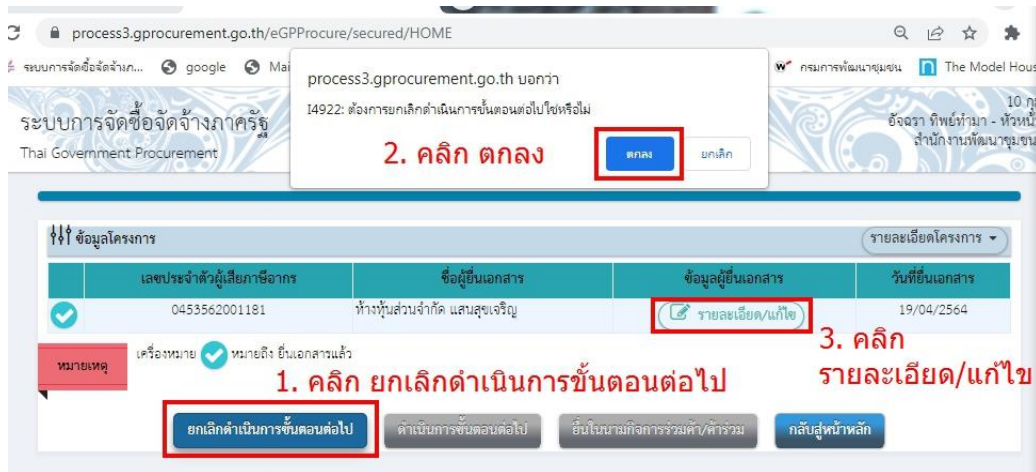 process3.gprocurement.go.th/eGPProcure/secured/HOME
ระบบการจัดซื้อจัดจ้างภ... google Mai
กรมการพัฒนาชุมชน The Model Hous
process3.gprocurement.go.th บอกว่า
I4922: ต้องการยกเลิกดำเนินการขั้นตอนต่อไปใช่หรือไม่
2. คลิก ตกลง
ตกลง ยกเลิก
ระบบการจัดซื้อจัดจ้างภาครัฐ
Thai Government Procurement
10 กุ
อัจฉรา ทิพย์ทำมา - หัวหน้
สำนักงานพัฒนาชุมชน
ข้อมูลโครงการ รายละเอียดโครงการ
เลขประจำตัวผู้เสียภาษีอากร ชื่อผู้ยื่นเอกสาร ข้อมูลผู้ยื่นเอกสาร วันที่ยื่นเอกสาร
0453562001181 ห้างหุ้นส่วนจำกัด แสนสุขเจริญ รายละเอียด/แก้ไข 19/04/2564
3. คลิก
รายละเอียด/แก้ไข
หมายเหตุ เครื่องหมาย หมายถึง ยื่นเอกสารแล้ว
1. คลิก ยกเลิกดำเนินการขั้นตอนต่อไป
ยกเลิกดำเนินการขั้นตอนต่อไป ดำเนินการขั้นตอนต่อไป ยื่นในนามกิจการร่วมค้า/ค้าร่วม กลับสู่หน้าหลัก